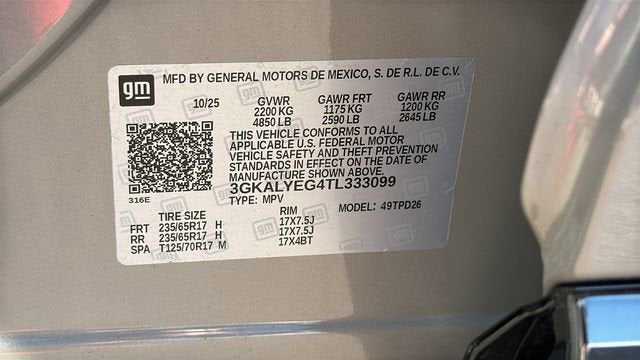 gm MFD BY GENERAL MOTORS DE MEXICO, S. DE R.L. DE C.V.
10/25 GVWR GAWR FRT GAWR RR
2200 KG 1175 KG 1200 KG
4850 LB 2590 LB 2645 LB
THIS VEHICLE CONFORMS TO ALL
APPLICABLE U.S. FEDERAL MOTOR
VEHICLE SAFETY AND THEFT PREVENTION
STANDARDS IN EFFECT ON THE DATE OF
MANUFACTURE SHOWN ABOVE.
3GKALYEG4TL333099
316E TYPE: MPV
TIRE SIZE RIM MODEL: 49TPD26
FRT 235/65R17 H 17X7.5J
RR 235/65R17 H 17X7.5J
SPA T125/70R17 M 17X4BT